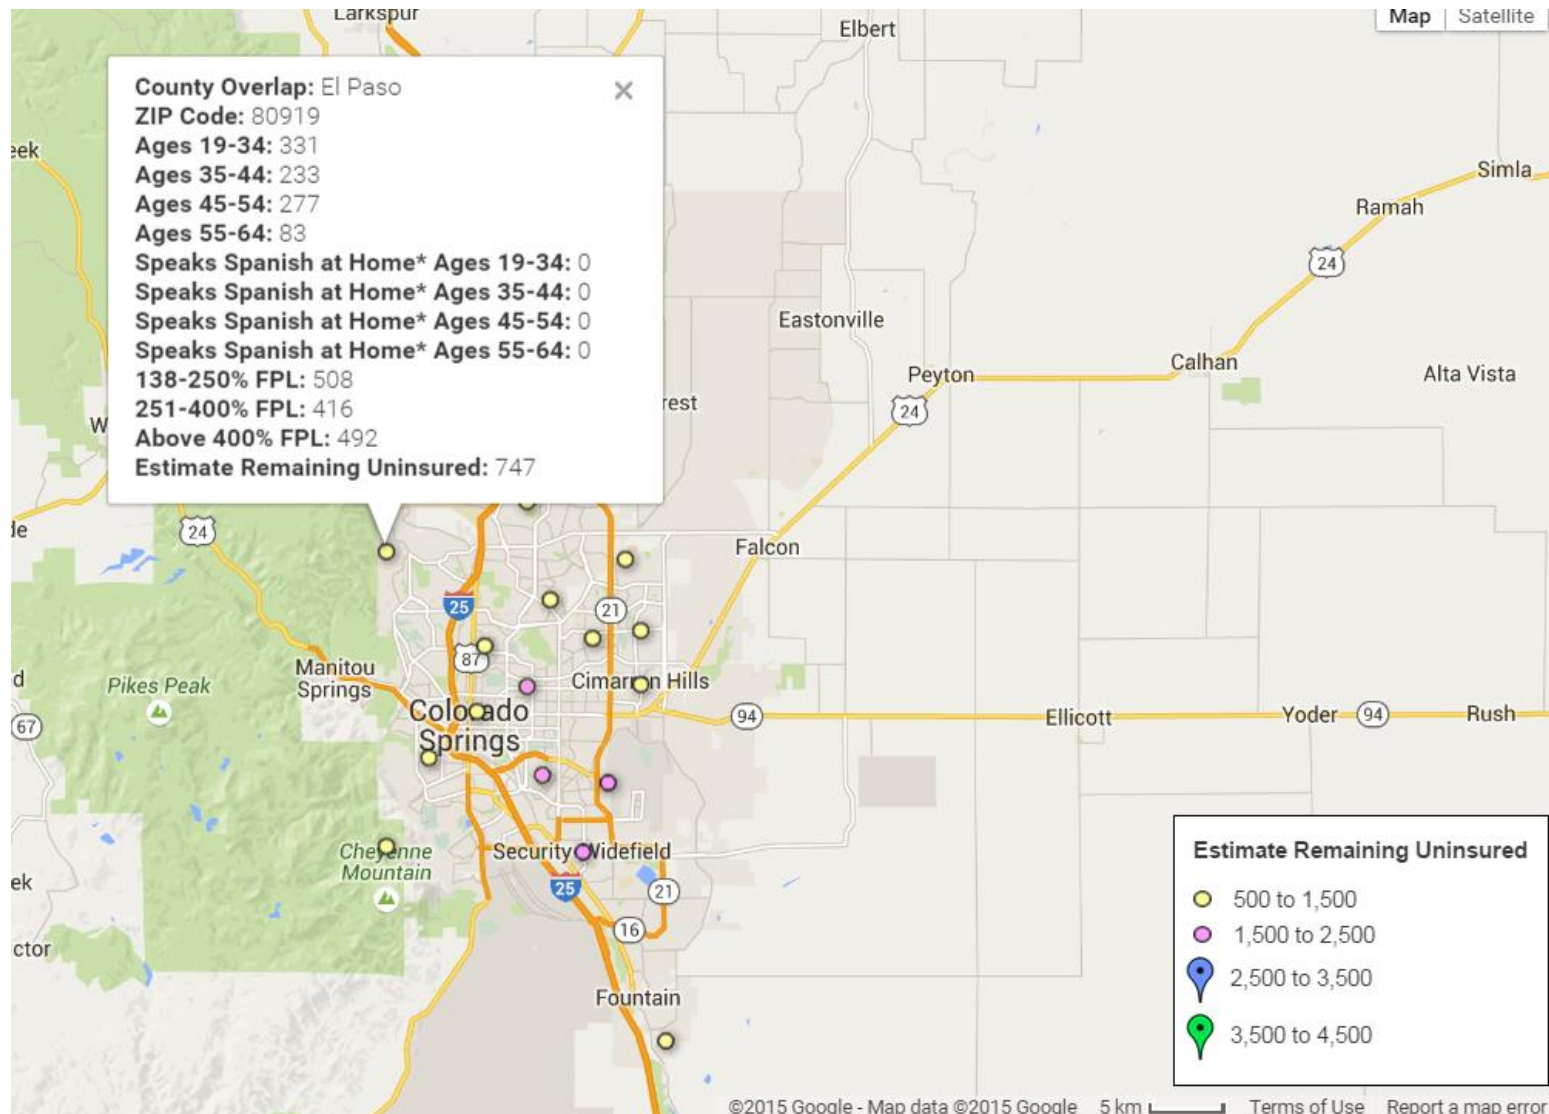 Larkspur
Elbert
Map
Satellite
County Overlap: El Paso
ZIP Code: 80919
Ages 19-34: 331
Ages 35-44: 233
Ages 45-54: 277
Ages 55-64: 83
Speaks Spanish at Home* Ages 19-34: 0
Speaks Spanish at Home* Ages 35-44: 0
Speaks Spanish at Home* Ages 45-54: 0
Speaks Spanish at Home* Ages 55-64: 0
138-250% FPL: 508
251-400% FPL: 416
Above 400% FPL: 492
Estimate Remaining Uninsured: 747
eek
Simla
Ramah
24
Eastonville
Calhan
Peyton
Alta Vista
rest
24
W
le
24
Falcon
25
21
87
Manitou
Springs
Cimarron Hills
d
Pikes Peak
67
Colorado
Springs
94
Ellicott
Yoder
94
Rush
Cheyenne
Mountain
Security-Widefield
ek
25
21
16
ctor
Fountain
Estimate Remaining Uninsured
500 to 1,500
1,500 to 2,500
2,500 to 3,500
3,500 to 4,500
©2015 Google - Map data ©2015 Google
5 km
Terms of Use
Report a map error